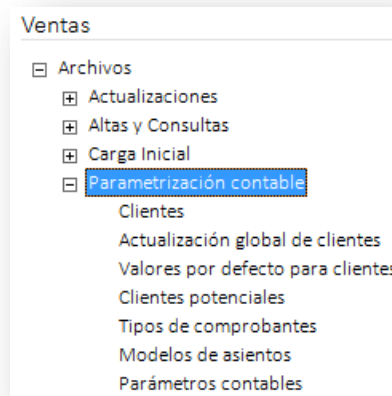 Ventas
Archivos
Actualizaciones
Altas y Consultas
Carga Inicial
Parametrización contable
Clientes
Actualización global de clientes
Valores por defecto para clientes
Clientes potenciales
Tipos de comprobantes
Modelos de asientos
Parámetros contables